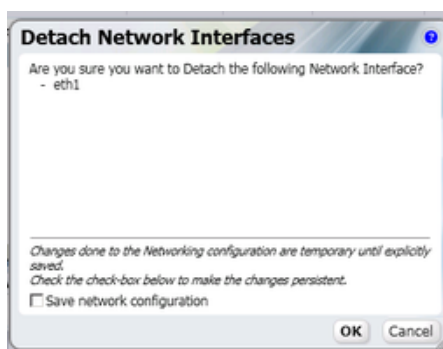 Detach Network Interfaces
Are you sure you want to Detach the following Network Interface?
- eth1
Changes done to the Networking configuration are temporary until explicitly
saved.
Check the check-box below to make the changes persistent.
Save network configuration
OK Cancel